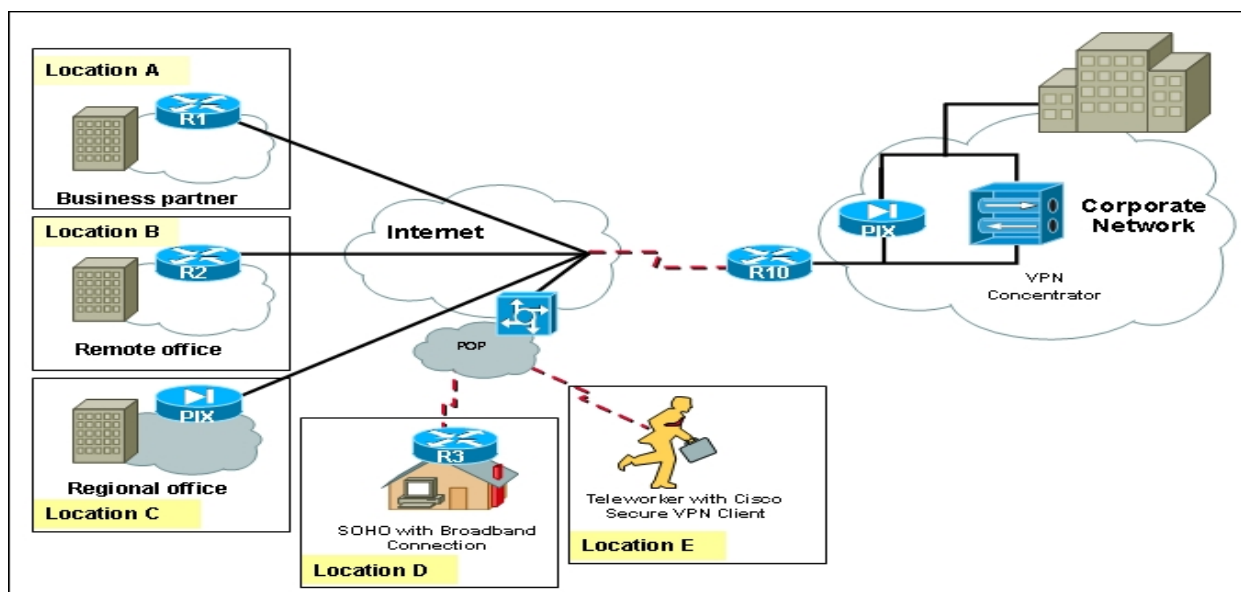 Location A
R1
Business partner
Location B
R2
Remote office
PIX
Regional office
Location C
Internet
POP
R3
SOHO with Broadband
Connection
Location D
Teleworker with Cisco
Secure VPN Client
Location E
R10
PIX
VPN
Concentrator
Corporate
Network